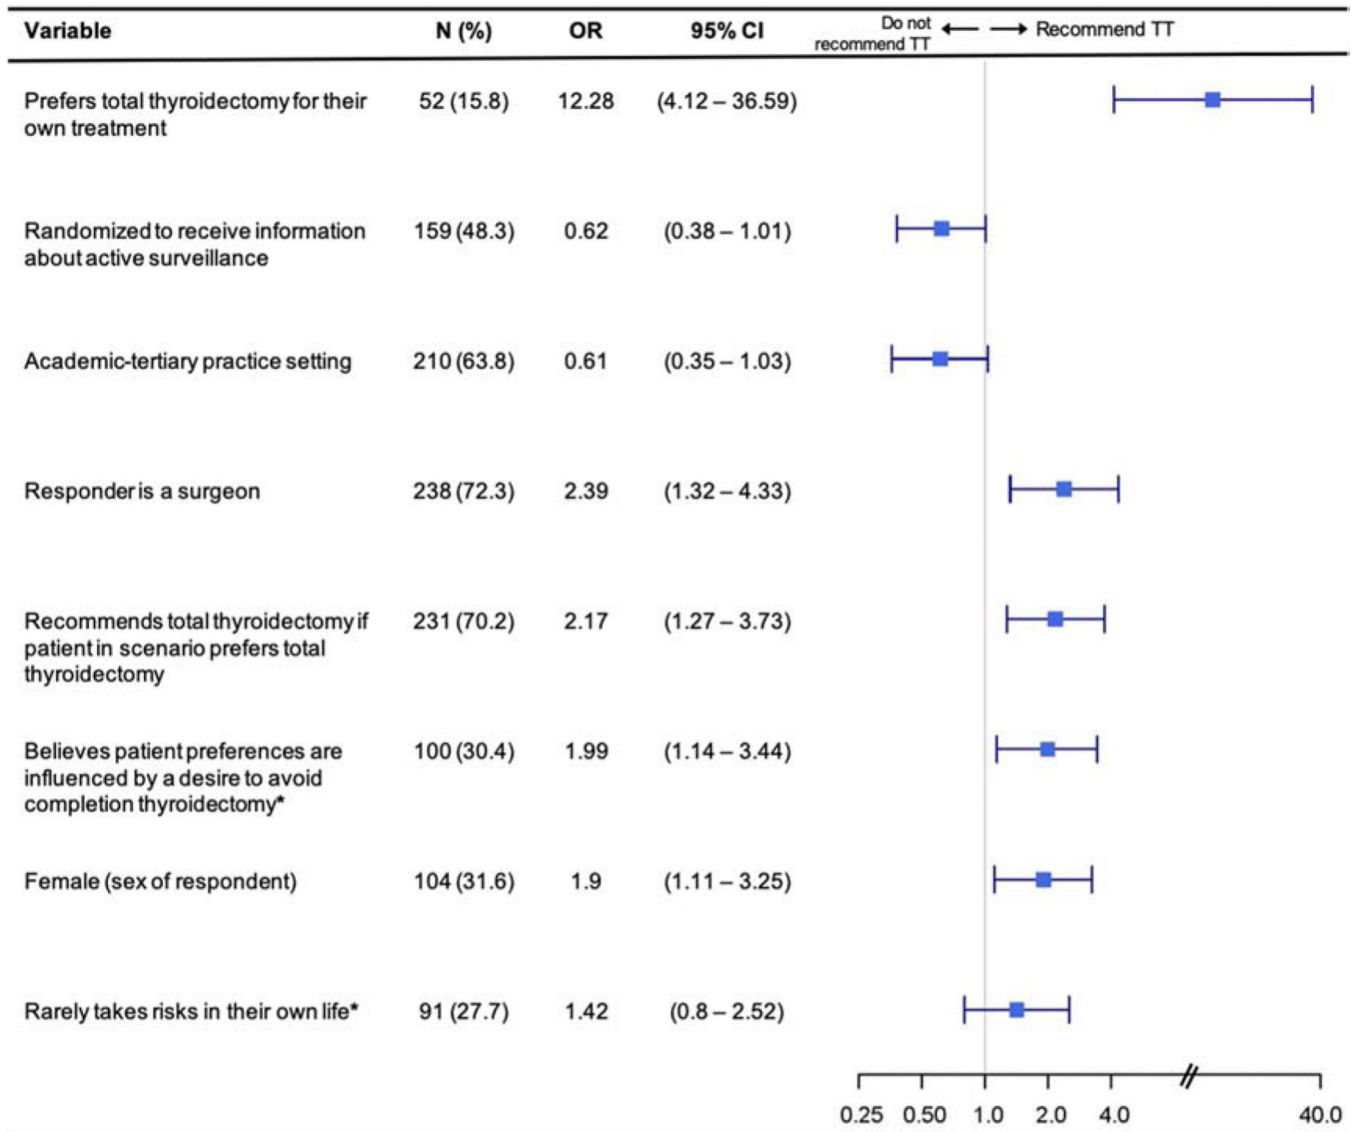 Variable N (%) OR 95% CI Do not recommend TT ← → Recommend TT
Prefers total thyroidectomy for their 52 (15.8) 12.28 (4.12 – 36.59)
own treatment
Randomized to receive information 159 (48.3) 0.62 (0.38 – 1.01)
about active surveillance
Academic-tertiary practice setting 210 (63.8) 0.61 (0.35 – 1.03)
Responder is a surgeon 238 (72.3) 2.39 (1.32 – 4.33)
Recommends total thyroidectomy if 231 (70.2) 2.17 (1.27 – 3.73)
patient in scenario prefers total
thyroidectomy
Believes patient preferences are 100 (30.4) 1.99 (1.14 – 3.44)
influenced by a desire to avoid
completion thyroidectomy*
Female (sex of respondent) 104 (31.6) 1.9 (1.11 – 3.25)
Rarely takes risks in their own life* 91 (27.7) 1.42 (0.8 – 2.52)
0.25 0.50 1.0 2.0 4.0 // 40.0